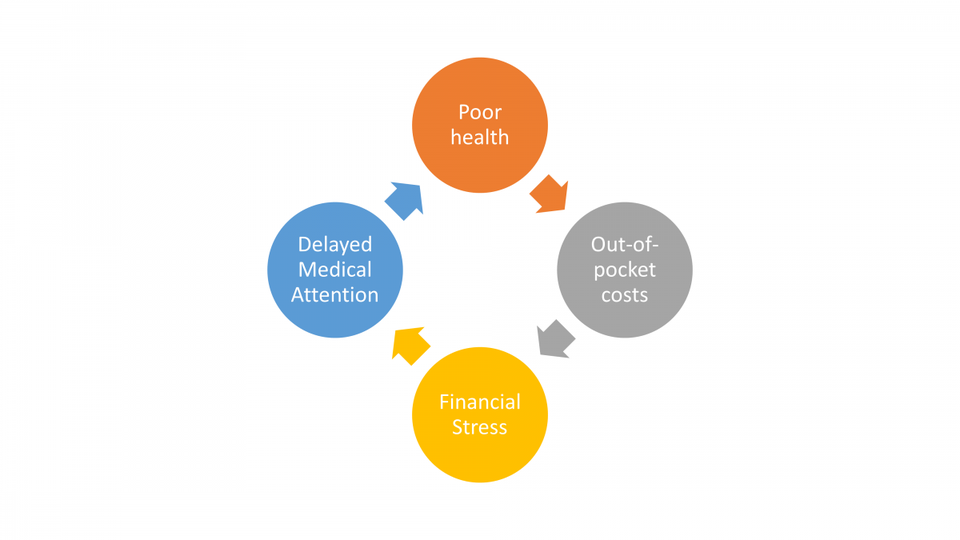 Poor
health
Out-of-
pocket
costs
Financial
Stress
Delayed
Medical
Attention